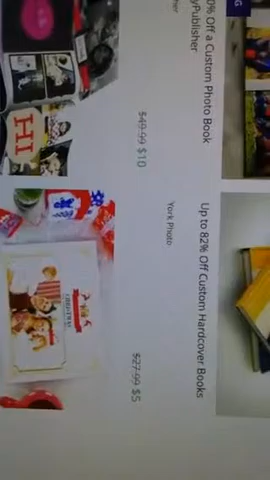 0% Off a Custom Photo Book
yPublisher
her
$49.99 $10
HI
Up to 82% Off Custom Hardcover Books
York Photo
$27.99 $5
G